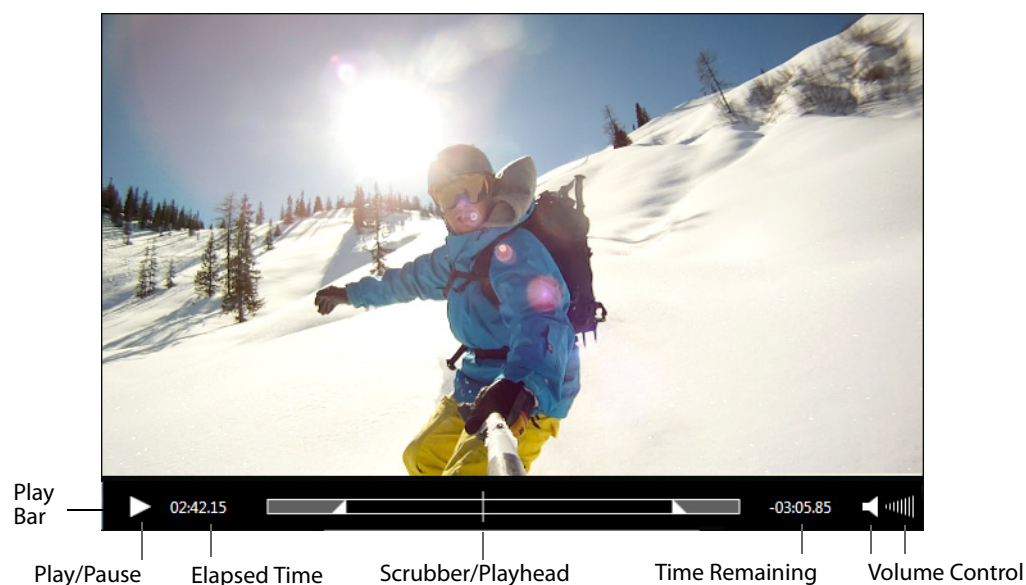 02:42.15
-03:05.85
Play
Bar
Play/Pause
Elapsed Time
Scrubber/Playhead
Time Remaining
Volume Control